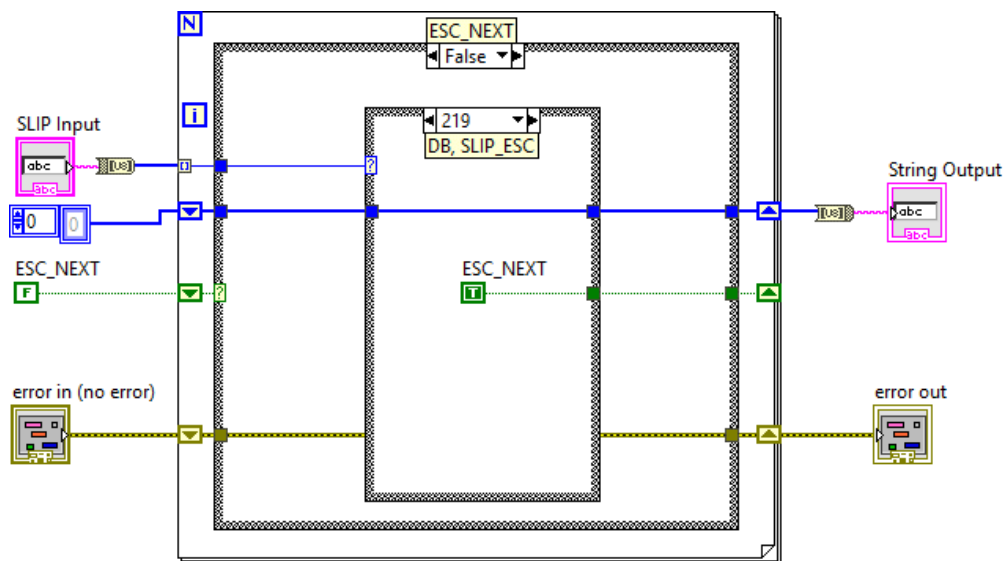 N
ESC_NEXT
False
i
219
DB, SLIP_ESC
SLIP Input
abc
abc
[U8]
[]
?
0
0
String Output
[U8]
abc
abc
ESC_NEXT
F
?
ESC_NEXT
T
error in (no error)
error out